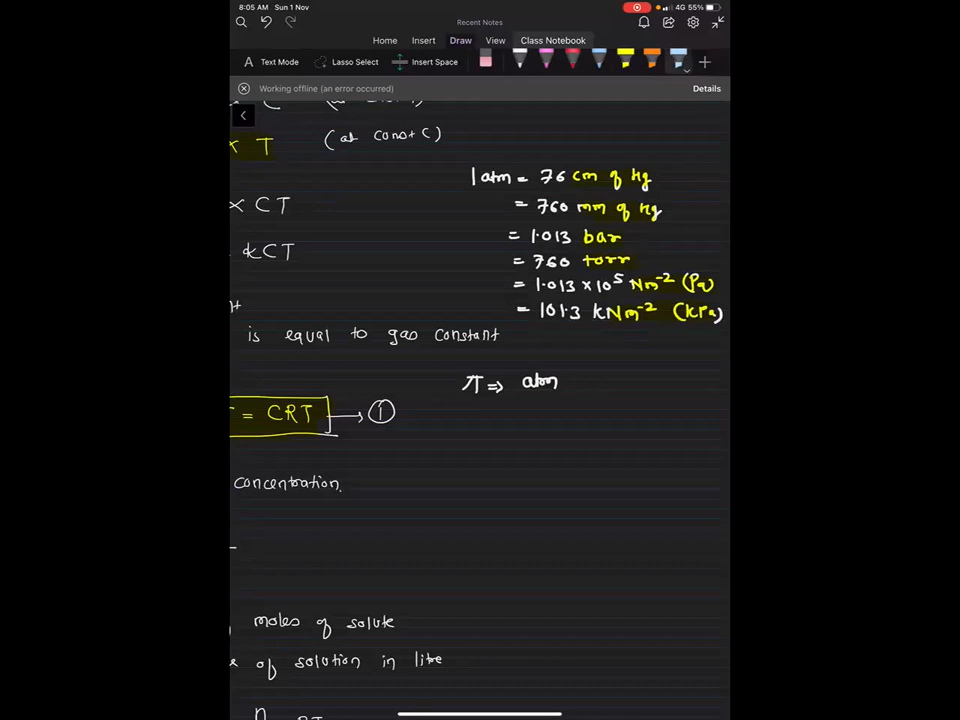 8:05 AM Sun 1 Nov
4G 55%
Recent Notes
Home Insert Draw View Class Notebook
Text Mode Lasso Select Insert Space
Working offline (an error occurred) Details
(at const C)
∝ T
1 atm = 76 cm of Hg
= 760 mm of Hg
∝ CT
= 1.013 bar
kCT
= 760 torr
= 1.013 × 10⁵ Nm⁻² (Pa)
= 101.3 kNm⁻² (kPa)
is equal to gas constant
π ⇒ atm
= CRT → ①
concentration.
moles of solute
of solution in litre
n RT